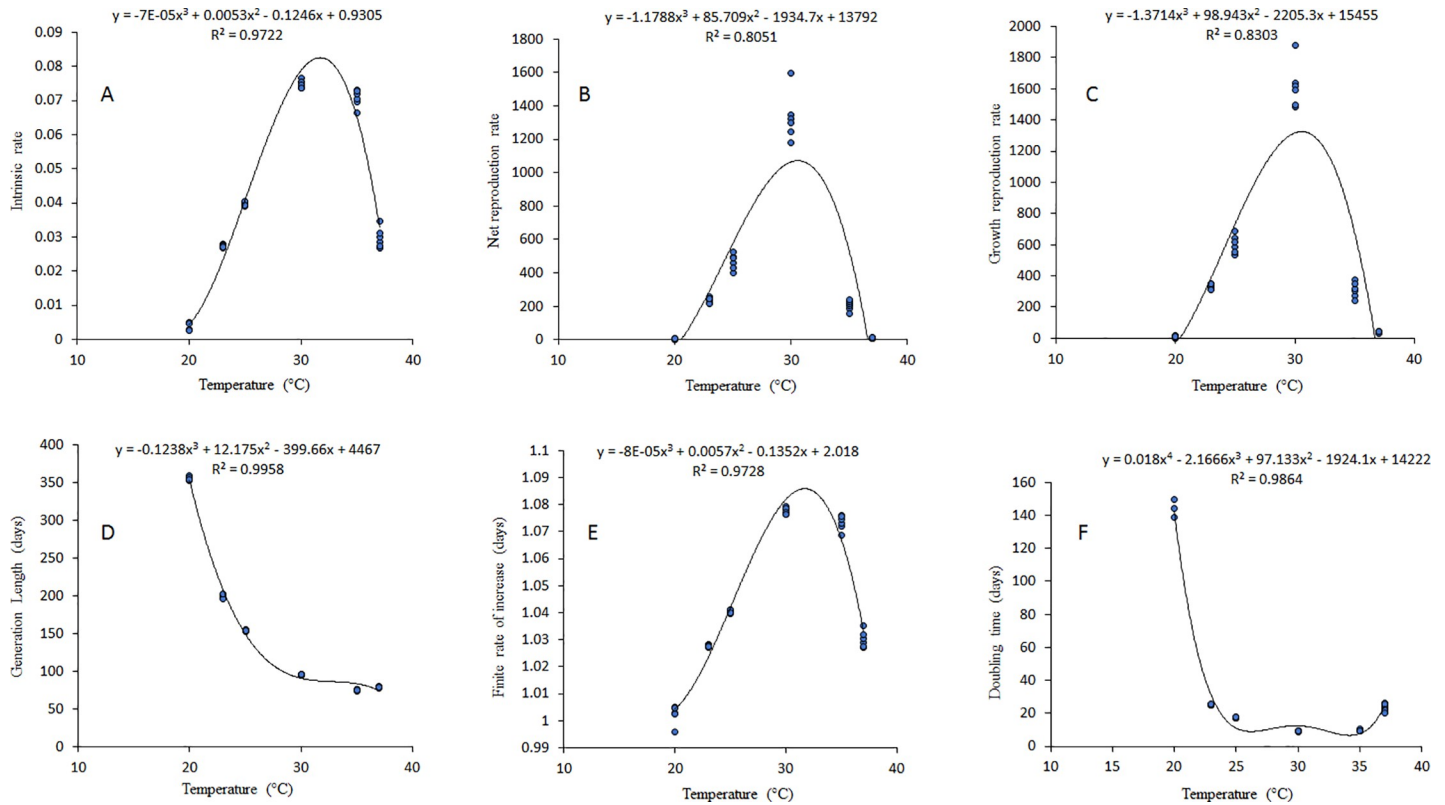 y = -7E-05x³ + 0.0053x² - 0.1246x + 0.9305
R² = 0.9722
A
Intrinsic rate
0.09
0.08
0.07
0.06
0.05
0.04
0.03
0.02
0.01
0
10 20 30 40
Temperature (°C)
y = -1.1788x³ + 85.709x² - 1934.7x + 13792
R² = 0.8051
B
Net reproduction rate
1800
1600
1400
1200
1000
800
600
400
200
0
10 20 30 40
Temperature (°C)
y = -1.3714x³ + 98.943x² - 2205.3x + 15455
R² = 0.8303
C
Growth reproduction rate
2000
1800
1600
1400
1200
1000
800
600
400
200
0
10 20 30 40
Temperature (°C)
y = -0.1238x³ + 12.175x² - 399.66x + 4467
R² = 0.9958
D
Generation Length (days)
400
350
300
250
200
150
100
50
0
10 20 30 40
Temperature (°C)
y = -8E-05x³ + 0.0057x² - 0.1352x + 2.018
R² = 0.9728
E
Finite rate of increase (days)
1.1
1.09
1.08
1.07
1.06
1.05
1.04
1.03
1.02
1.01
1
0.99
10 20 30 40
Temperature (°C)
y = 0.018x⁴ - 2.1666x³ + 97.133x² - 1924.1x + 14222
R² = 0.9864
F
Doubling time (days)
160
140
120
100
80
60
40
20
0
10 15 20 25 30 35 40
Temperature (°C)